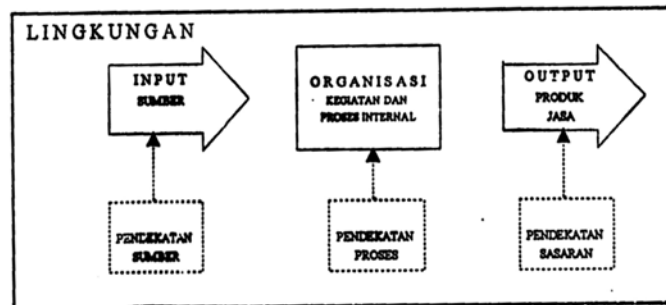 LINGKUNGAN
INPUT
SUMBER
ORGANISASI
KEGIATAN DAN
PROSES INTERNAL
OUTPUT
PRODUK
JASA
PENDEKATAN
SUMBER
PENDEKATAN
PROSES
PENDEKATAN
SASARAN